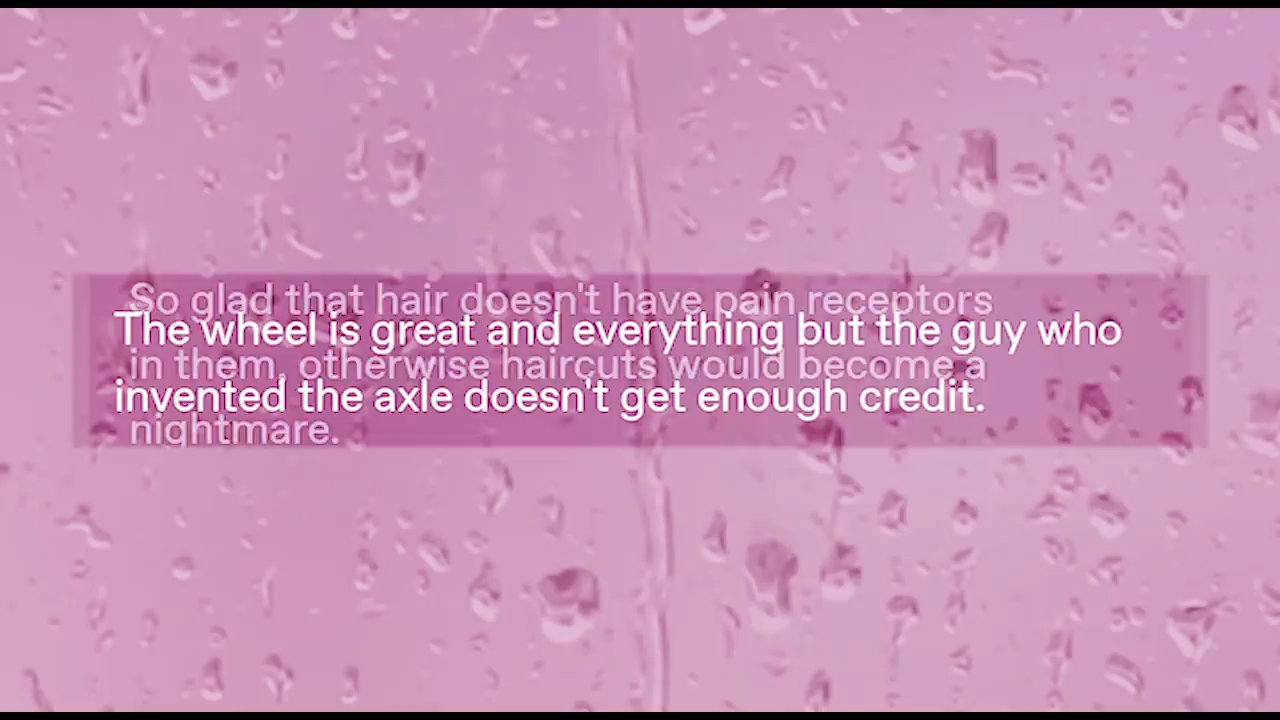 So glad that hair doesn't have pain receptors
The wheel is great and everything but the guy who
in them, otherwise haircuts would become a
invented the axle doesn't get enough credit.
nightmare.